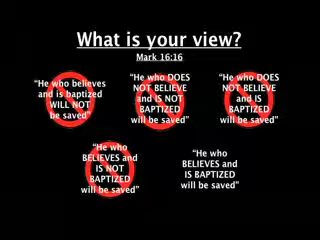 What is your view?
Mark 16:16
“He who believes
and is baptized
WILL NOT
be saved”
“He who DOES
NOT BELIEVE
and IS NOT
BAPTIZED
will be saved”
“He who DOES
NOT BELIEVE
and IS
BAPTIZED
will be saved”
“He who
BELIEVES and
IS NOT
BAPTIZED
will be saved”
“He who
BELIEVES and
IS BAPTIZED
will be saved”